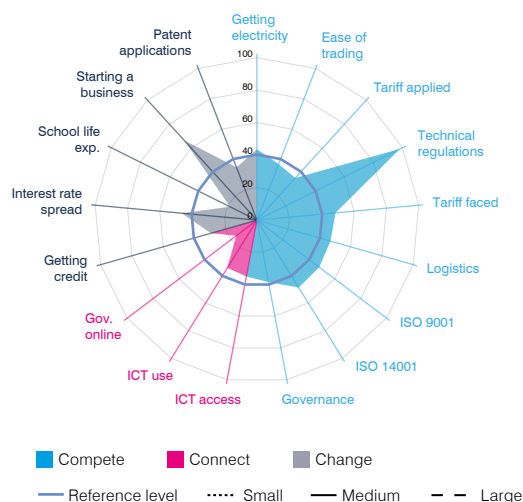 Getting
electricity
Patent
applications
Ease of
trading
Starting a
business
Tariff applied
School life
exp.
Technical
regulations
Interest rate
spread
Tariff faced
Getting
credit
Logistics
Gov.
online
ISO 9001
ICT use
ISO 14001
ICT access
Governance
100
80
60
40
20
0
Compete Connect Change
Reference level Small Medium Large